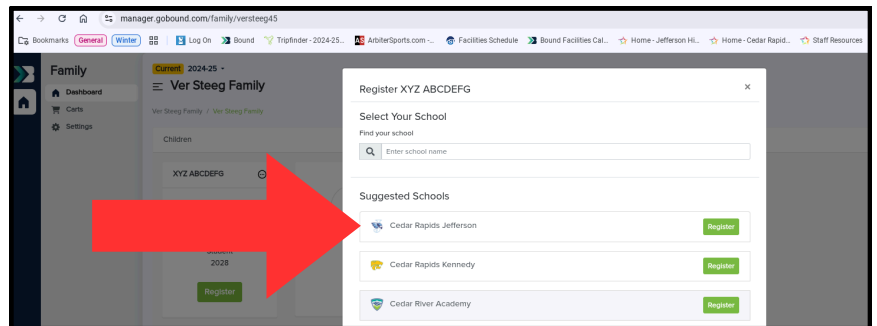 manager.gobound.com/family/versteeg45
Bookmarks General Winter Log On Bound Tripfinder - 2024-25... ArbiterSports.com -... Facilities Schedule Bound Facilities Cal... Home - Jefferson Hi... Home - Cedar Rapid... Staff Resources
Family
Dashboard
Carts
Settings
Current 2024-25
Ver Steeg Family
Ver Steeg Family / Ver Steeg Family
Children
XYZ ABCDEFG
2028
Register
Register XYZ ABCDEFG ×
Select Your School
Find your school
Enter school name
Suggested Schools
Cedar Rapids Jefferson Register
Cedar Rapids Kennedy Register
Cedar River Academy Register